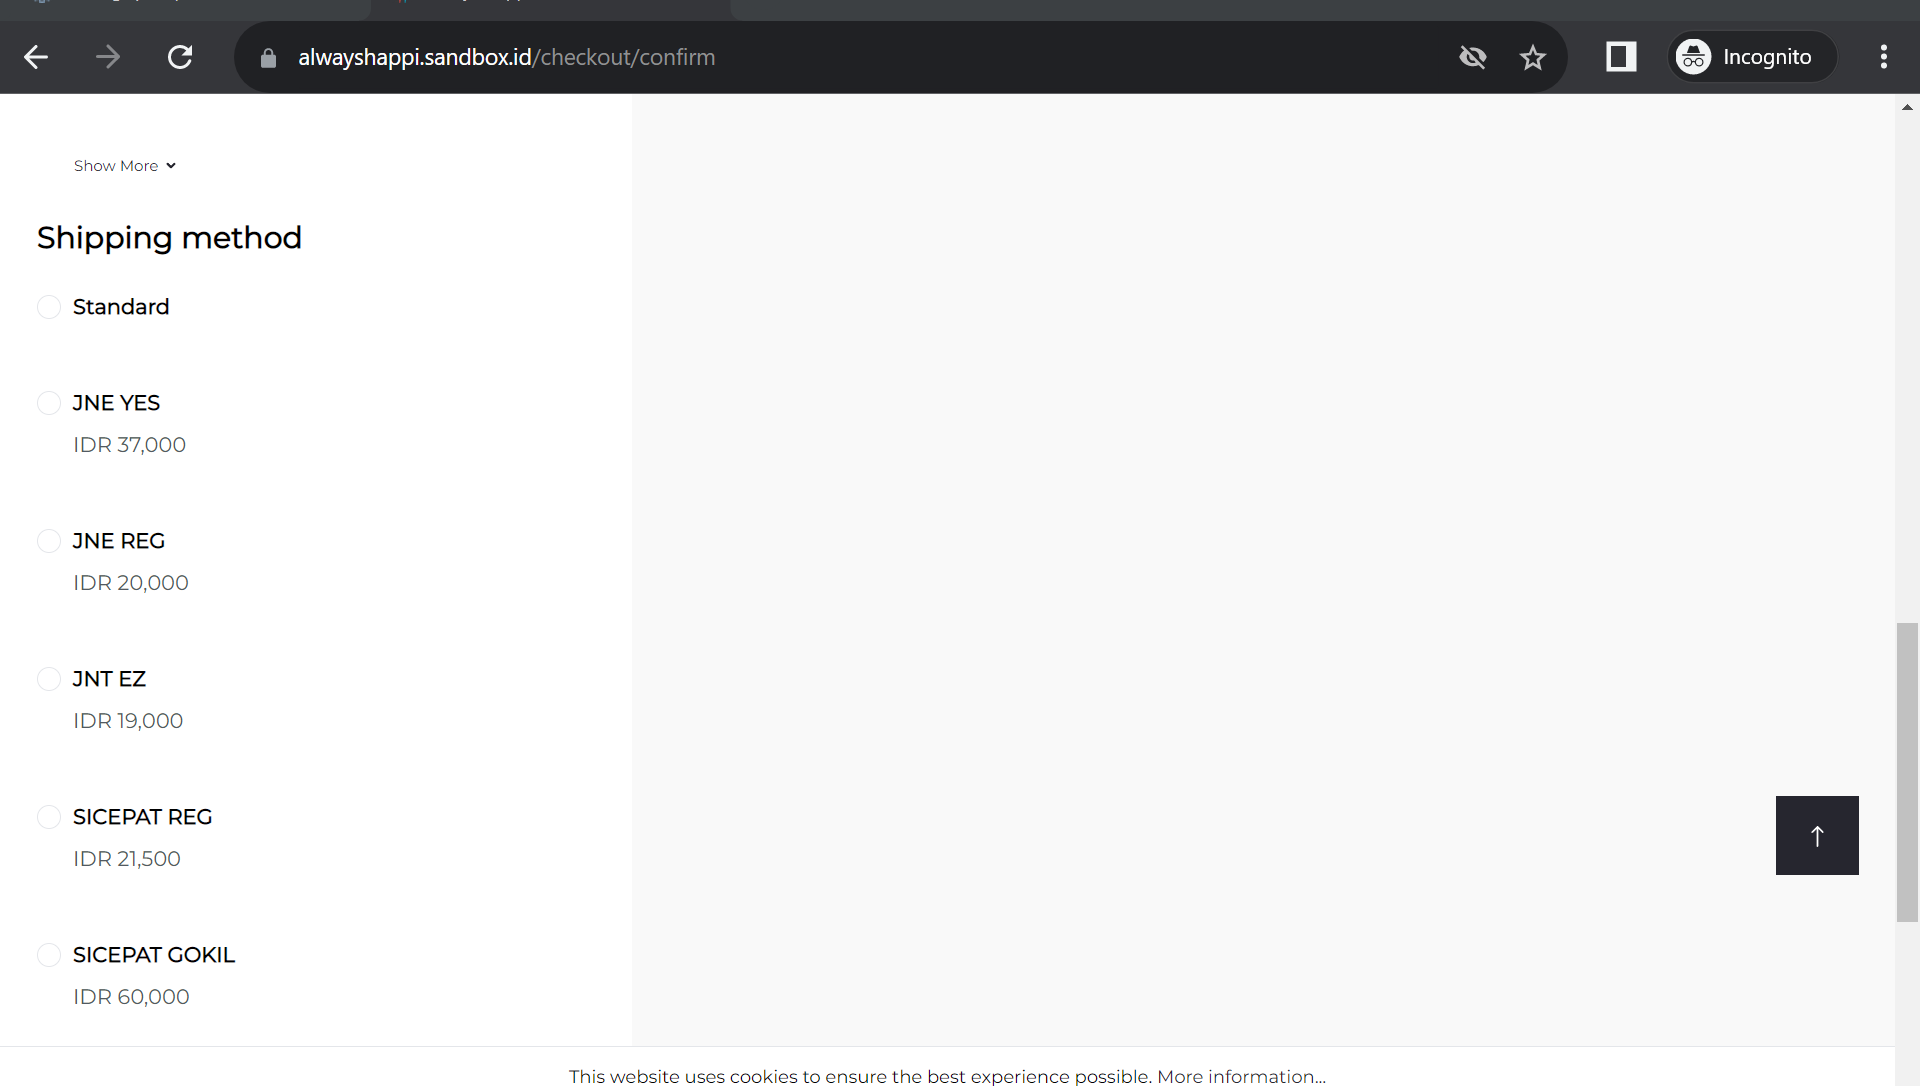 alwayshappi.sandbox.id/checkout/confirm
Incognito
Show More
Shipping method
Standard
JNE YES
IDR 37,000
JNE REG
IDR 20,000
JNT EZ
IDR 19,000
SICEPAT REG
IDR 21,500
SICEPAT GOKIL
IDR 60,000
This website uses cookies to ensure the best experience possible. More information...